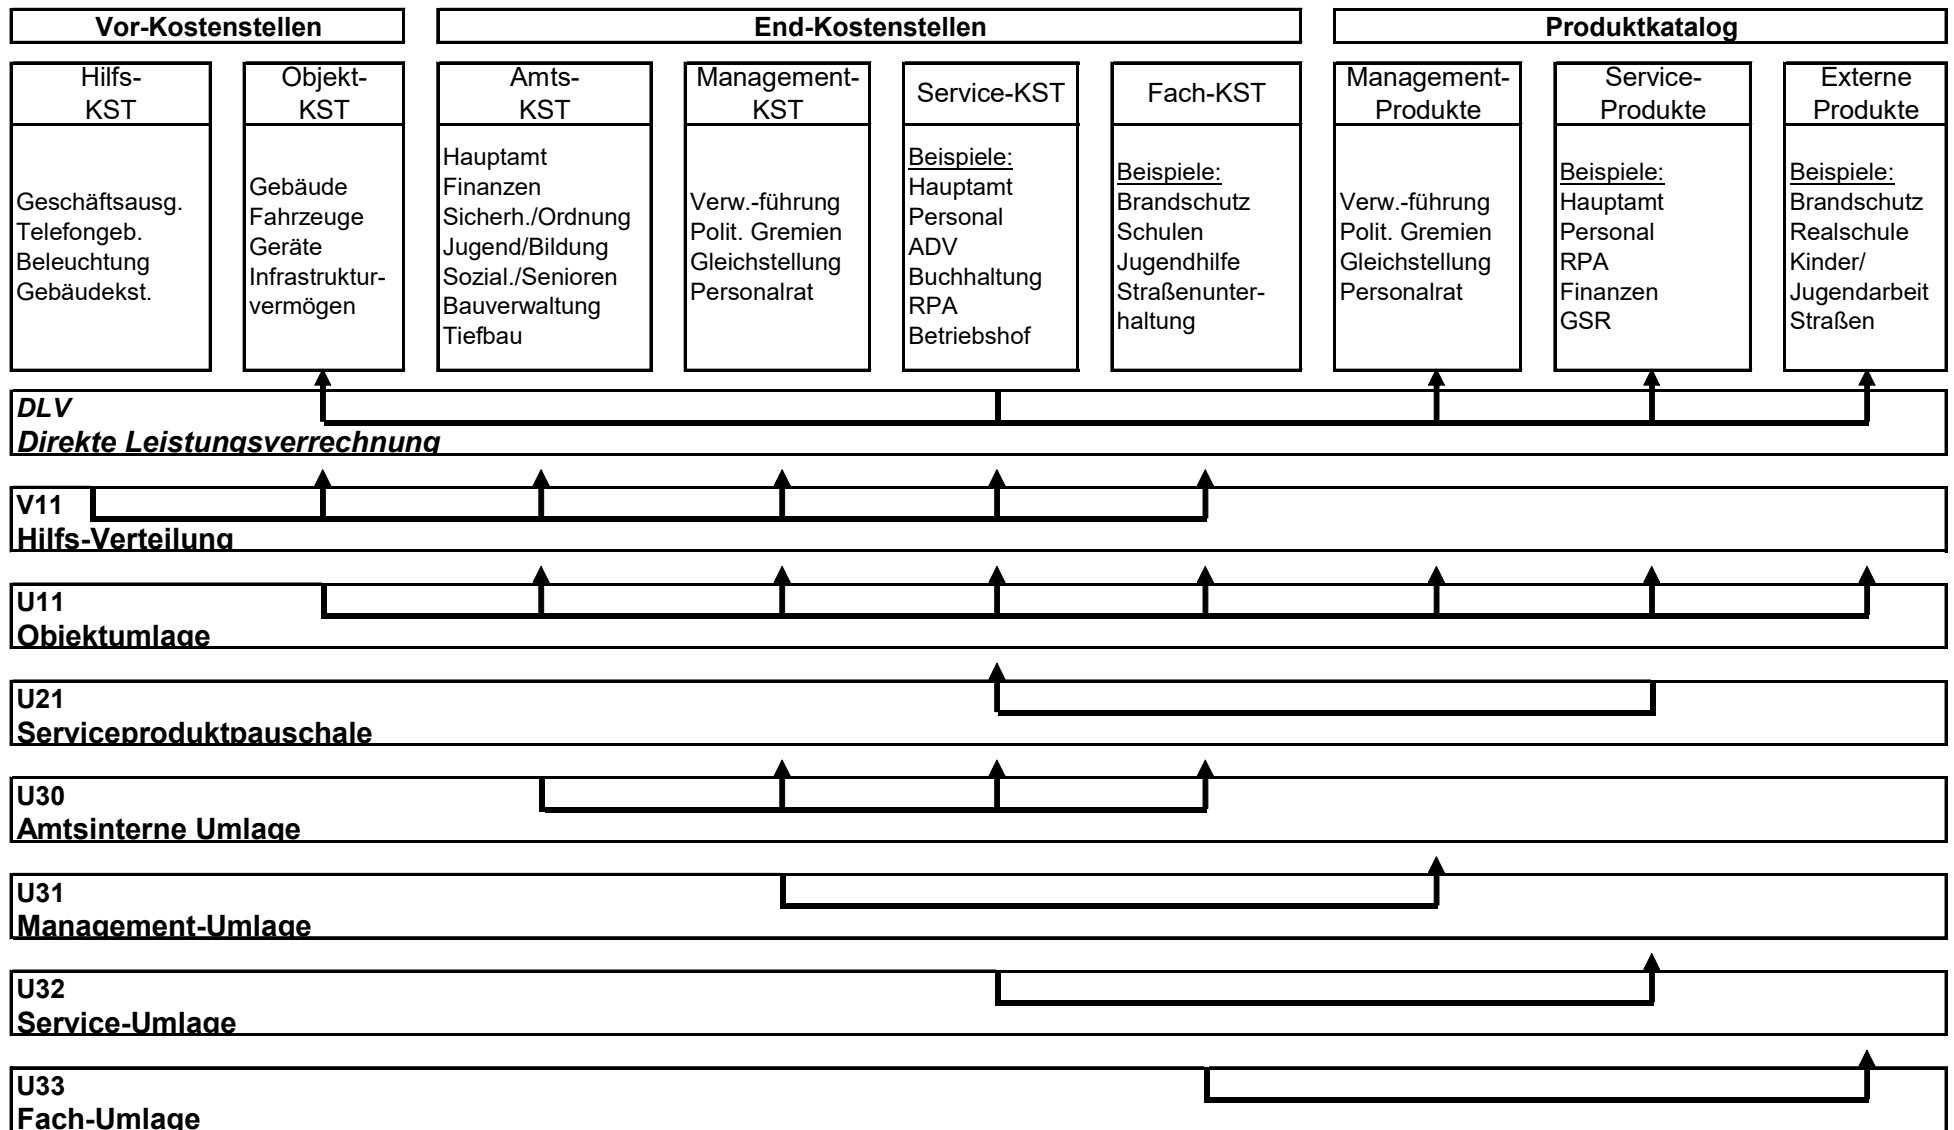 Vor-Kostenstellen
End-Kostenstellen
Produktkatalog
Hilfs-
KST
Objekt-
KST
Amts-
KST
Management-
KST
Service-KST
Fach-KST
Management-
Produkte
Service-
Produkte
Externe
Produkte
Geschäftsausg.
Telefongeb.
Beleuchtung
Gebäudekst.
Gebäude
Fahrzeuge
Geräte
Infrastruktur-
vermögen
Hauptamt
Finanzen
Sicherh./Ordnung
Jugend/Bildung
Sozial./Senioren
Bauverwaltung
Tiefbau
Verw.-führung
Polit. Gremien
Gleichstellung
Personalrat
Beispiele:
Hauptamt
Personal
ADV
Buchhaltung
RPA
Betriebshof
Beispiele:
Brandschutz
Schulen
Jugendhilfe
Straßenunter-
haltung
Verw.-führung
Polit. Gremien
Gleichstellung
Personalrat
Beispiele:
Hauptamt
Personal
RPA
Finanzen
GSR
Beispiele:
Brandschutz
Realschule
Kinder/
Jugendarbeit
Straßen
DLV
Direkte Leistungsverrechnung
V11
Hilfs-Verteilung
U11
Objektumlage
U21
Serviceproduktpauschale
U30
Amtsinterne Umlage
U31
Management-Umlage
U32
Service-Umlage
U33
Fach-Umlage